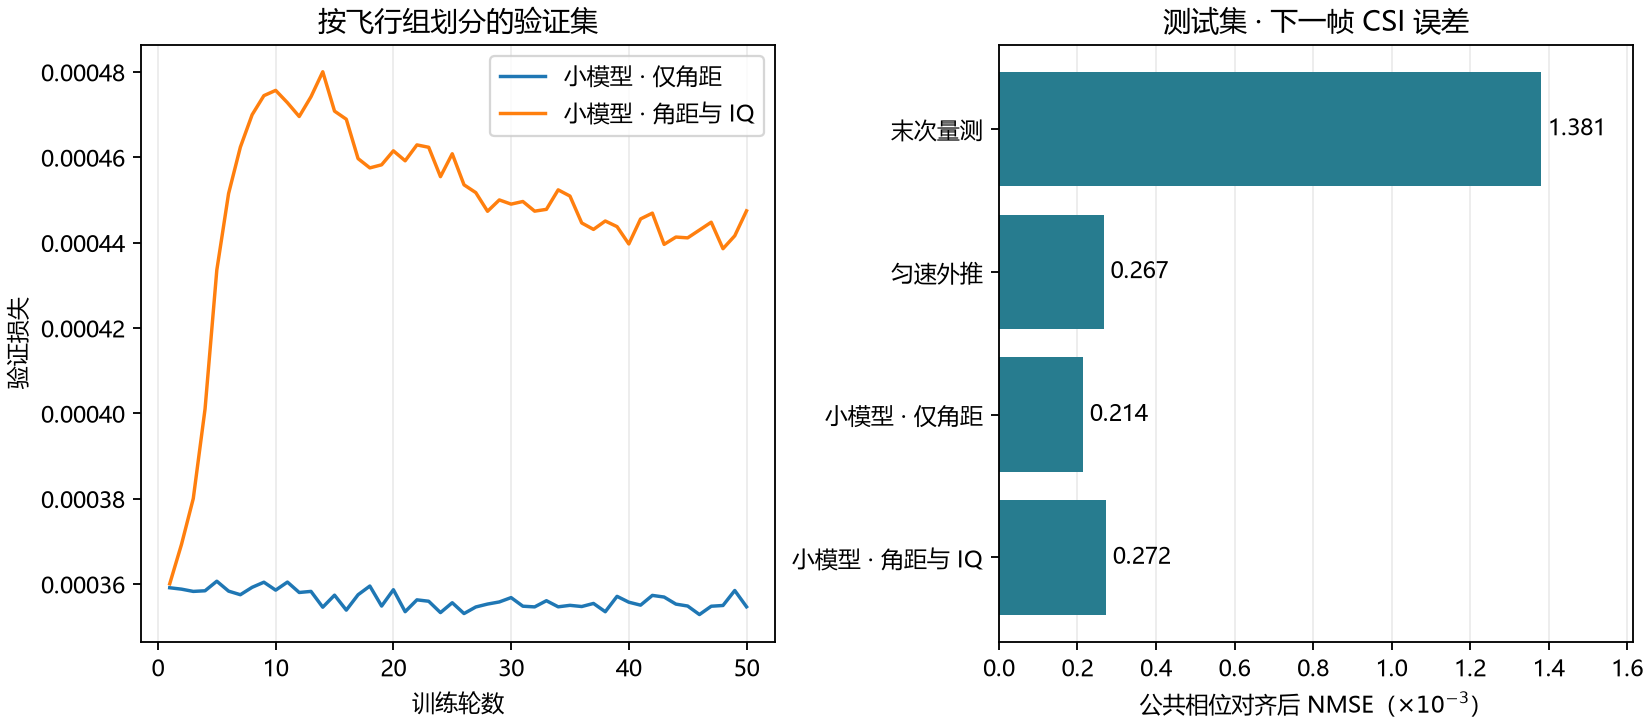 按飞行组划分的验证集
小模型 · 仅角距
小模型 · 角距与 IQ
验证损失
0.00048
0.00046
0.00044
0.00042
0.00040
0.00038
0.00036
0 10 20 30 40 50
训练轮数
测试集 · 下一帧 CSI 误差
末次量测 1.381
匀速外推 0.267
小模型 · 仅角距 0.214
小模型 · 角距与 IQ 0.272
0.0 0.2 0.4 0.6 0.8 1.0 1.2 1.4 1.6
公共相位对齐后 NMSE（×10⁻³）